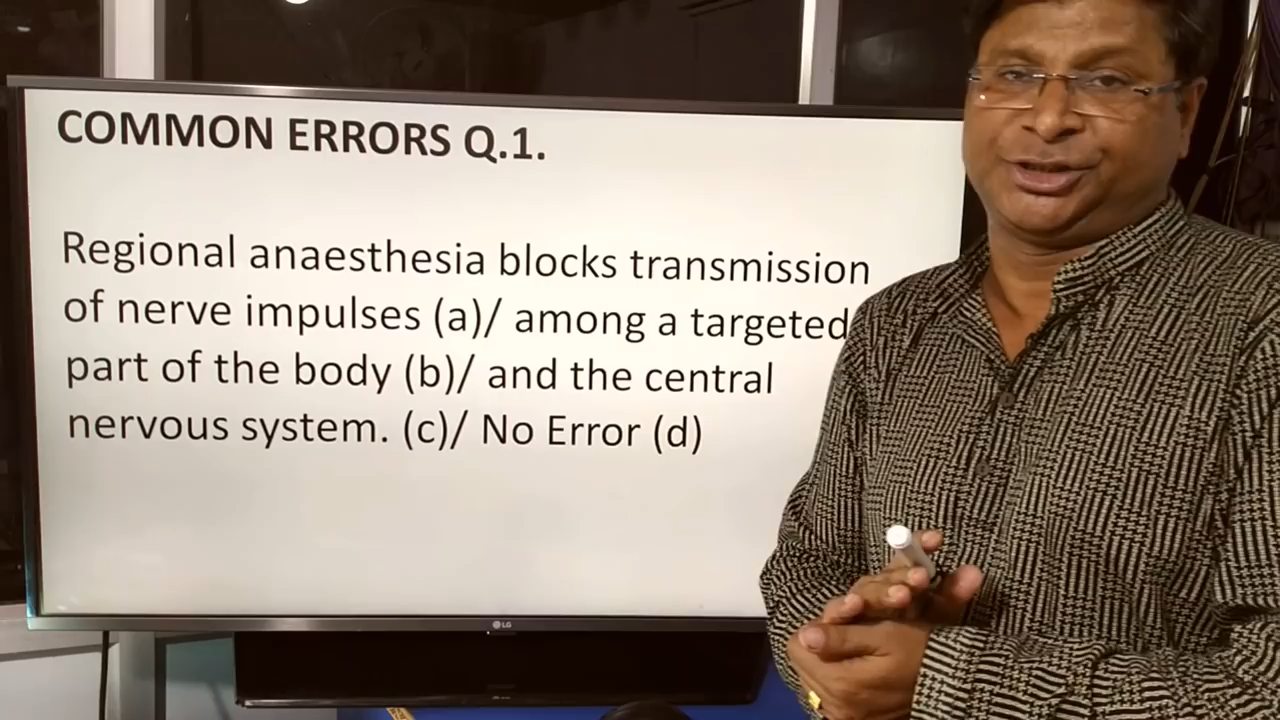 COMMON ERRORS Q.1.
Regional anaesthesia blocks transmission
of nerve impulses (a)/ among a targeted
part of the body (b)/ and the central
nervous system. (c)/ No Error (d)
LG